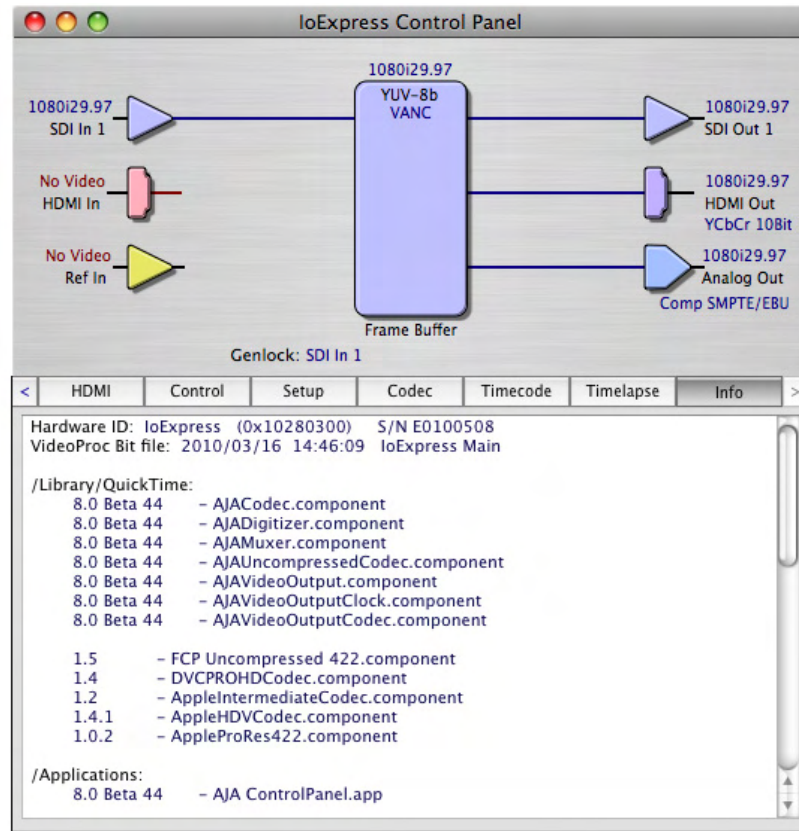 IoExpress Control Panel
1080i29.97
YUV-8b
VANC
1080i29.97
SDI In 1
1080i29.97
SDI Out 1
No Video
HDMI In
1080i29.97
HDMI Out
YCbCr 10Bit
No Video
Ref In
1080i29.97
Analog Out
Comp SMPTE/EBU
Frame Buffer
Genlock: SDI In 1
< HDMI Control Setup Codec Timecode Timelapse Info >
Hardware ID: IoExpress (0x10280300) S/N E0100508
VideoProc Bit file: 2010/03/16 14:46:09 IoExpress Main
/Library/QuickTime:
8.0 Beta 44 – AJACodec.component
8.0 Beta 44 – AJADigitizer.component
8.0 Beta 44 – AJAMuxer.component
8.0 Beta 44 – AJAUncompressedCodec.component
8.0 Beta 44 – AJAVideoOutput.component
8.0 Beta 44 – AJAVideoOutputClock.component
8.0 Beta 44 – AJAVideoOutputCodec.component
1.5 – FCP Uncompressed 422.component
1.4 – DVCPROHDCodec.component
1.2 – AppleIntermediateCodec.component
1.4.1 – AppleHDVCodec.component
1.0.2 – AppleProRes422.component
/Applications:
8.0 Beta 44 – AJA ControlPanel.app